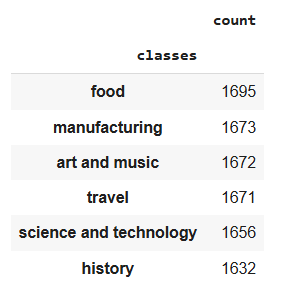 count
classes
food 1695
manufacturing 1673
art and music 1672
travel 1671
science and technology 1656
history 1632